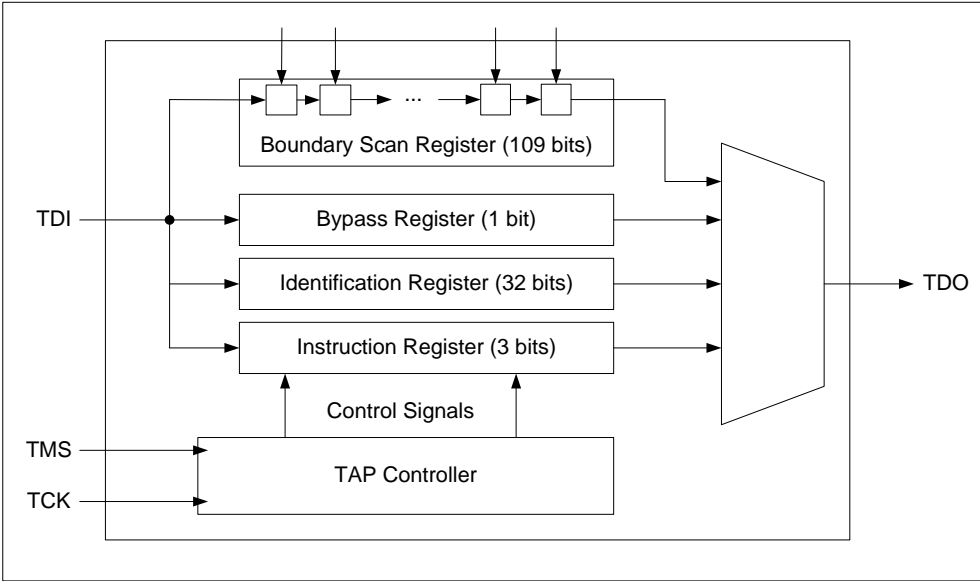 ...
Boundary Scan Register (109 bits)
TDI
Bypass Register (1 bit)
Identification Register (32 bits)
TDO
Instruction Register (3 bits)
Control Signals
TMS
TAP Controller
TCK